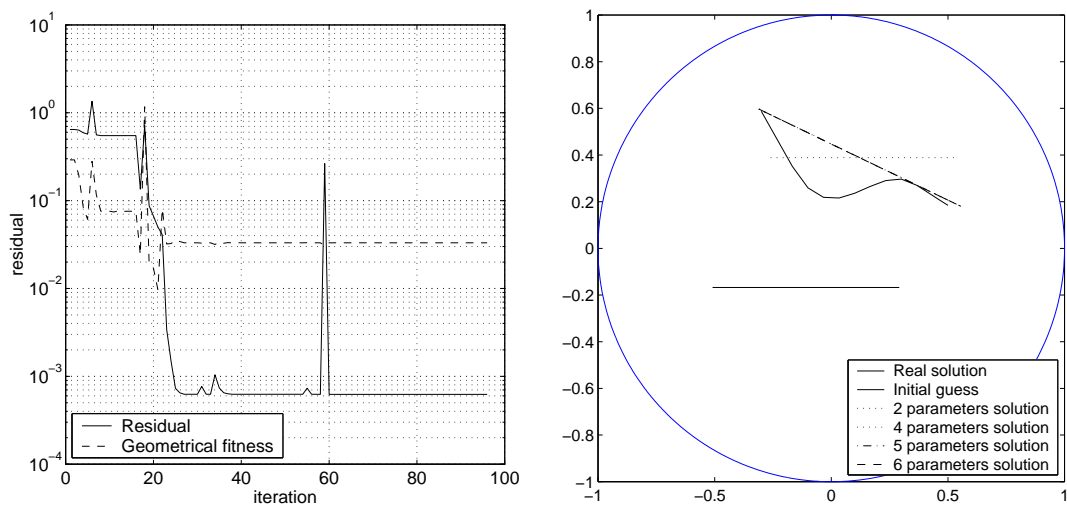 10^1
10^0
10^−1
10^−2
10^−3
10^−4
residual
0 20 40 60 80 100
iteration
Residual
Geometrical fitness
1
0.8
0.6
0.4
0.2
0
−0.2
−0.4
−0.6
−0.8
−1
−1 −0.5 0 0.5 1
Real solution
Initial guess
2 parameters solution
4 parameters solution
5 parameters solution
6 parameters solution